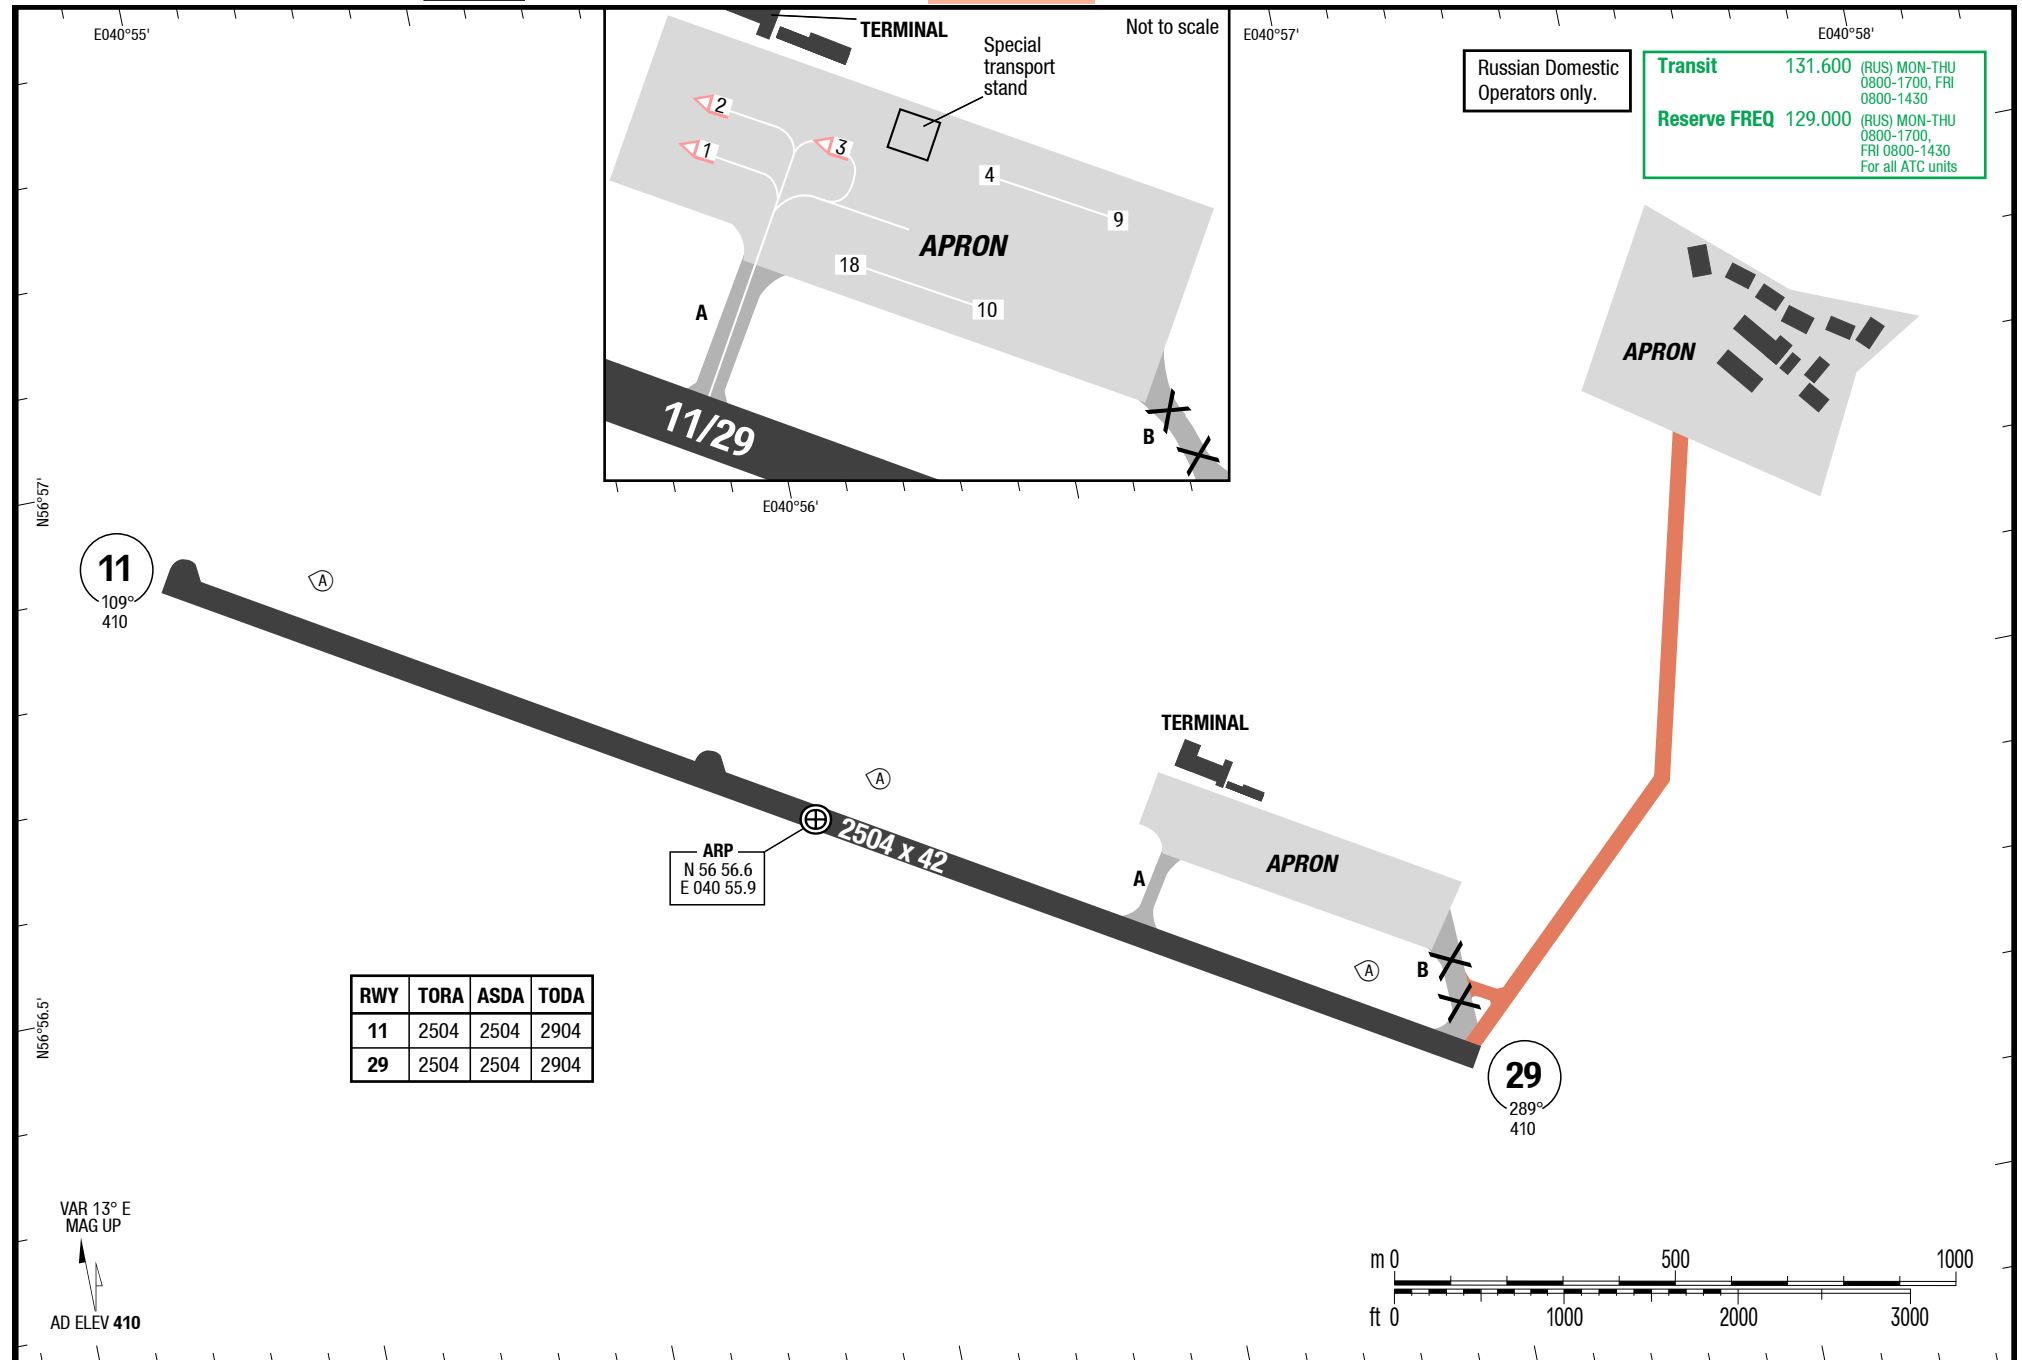 E040°55'
TERMINAL
Not to scale
E040°57'
E040°58'
Special
transport
stand
Russian Domestic
Operators only.
Transit 131.600 (RUS) MON-THU
0800-1700, FRI
0800-1430
Reserve FREQ 129.000 (RUS) MON-THU
0800-1700,
FRI 0800-1430
For all ATC units
2
1
3
4
9
APRON
18
10
A
11/29
B
E040°56'
APRON
N56°57'
11
109°
410
A
TERMINAL
A
2504 x 42
ARP
N 56 56.6
E 040 55.9
APRON
A
A
B
RWY TORA ASDA TODA
11 2504 2504 2904
29 2504 2504 2904
N56°56.5'
29
289°
410
VAR 13° E
MAG UP
AD ELEV 410
m 0 500 1000
ft 0 1000 2000 3000